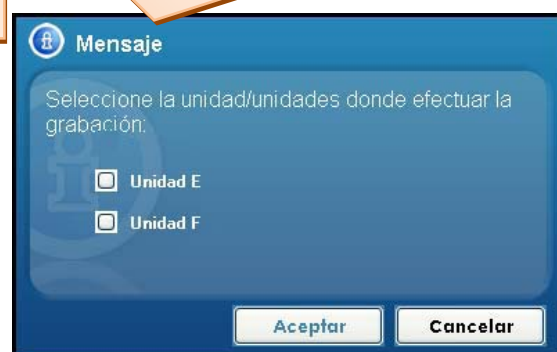 Mensaje
Seleccione la unidad/unidades donde efectuar la
grabación:
Unidad E
Unidad F
Aceptar
Cancelar